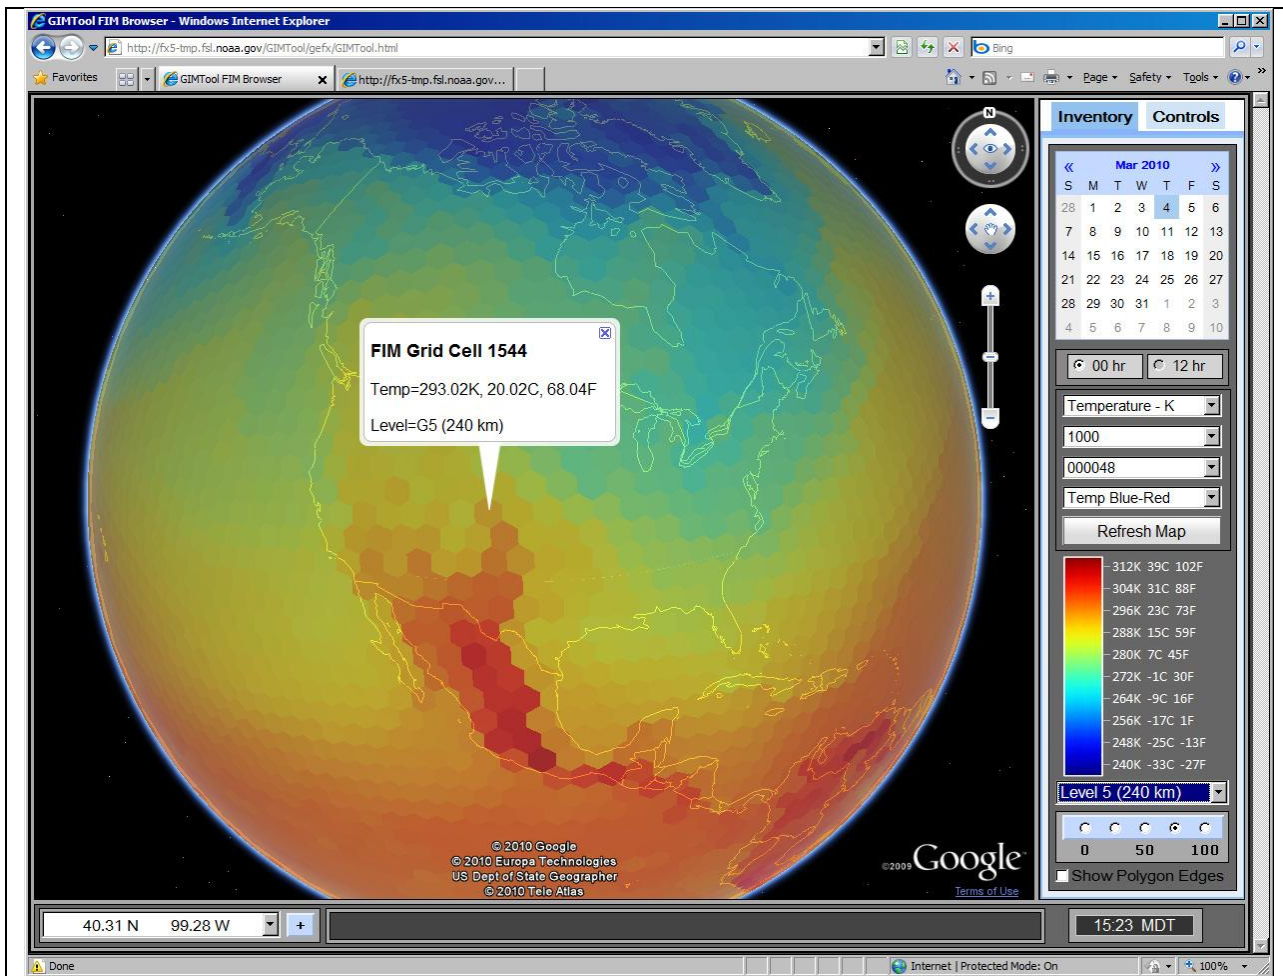 GIMTool FIM Browser - Windows Internet Explorer
http://fx5-tmp.fsl.noaa.gov/GIMTool/gefx/GIMTool.html
Bing
Favorites
GIMTool FIM Browser
http://fx5-tmp.fsl.noaa.gov...
Page
Safety
Tools
N
FIM Grid Cell 1544
Temp=293.02K, 20.02C, 68.04F
Level=G5 (240 km)
© 2010 Google
© 2010 Europa Technologies
US Dept of State Geographer
© 2010 Tele Atlas
©2009 Google
Terms of Use
Inventory Controls
« Mar 2010 »
S M T W T F S
28 1 2 3 4 5 6
7 8 9 10 11 12 13
14 15 16 17 18 19 20
21 22 23 24 25 26 27
28 29 30 31 1 2 3
4 5 6 7 8 9 10
00 hr 12 hr
Temperature - K
1000
000048
Temp Blue-Red
Refresh Map
312K 39C 102F
304K 31C 88F
296K 23C 73F
288K 15C 59F
280K 7C 45F
272K -1C 30F
264K -9C 16F
256K -17C 1F
248K -25C -13F
240K -33C -27F
Level 5 (240 km)
0 50 100
Show Polygon Edges
40.31 N 99.28 W +
15:23 MDT
Done
Internet | Protected Mode: On
100%